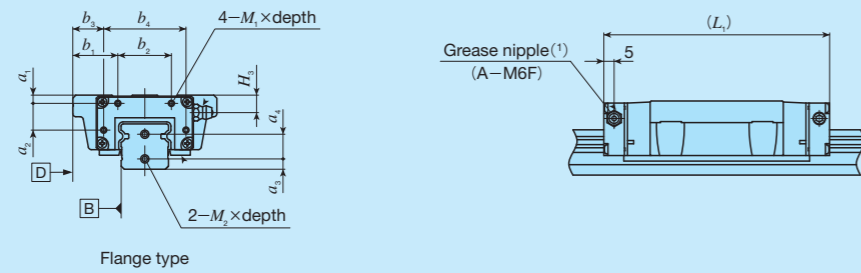 b₃ b₄
4−M₁×depth
b₁ b₂
a₁
H₃
a₄
a₂
a₃
D
B
2−M₂×depth
Flange type
(L₁)
Grease nipple(¹)
(A−M6F)
5